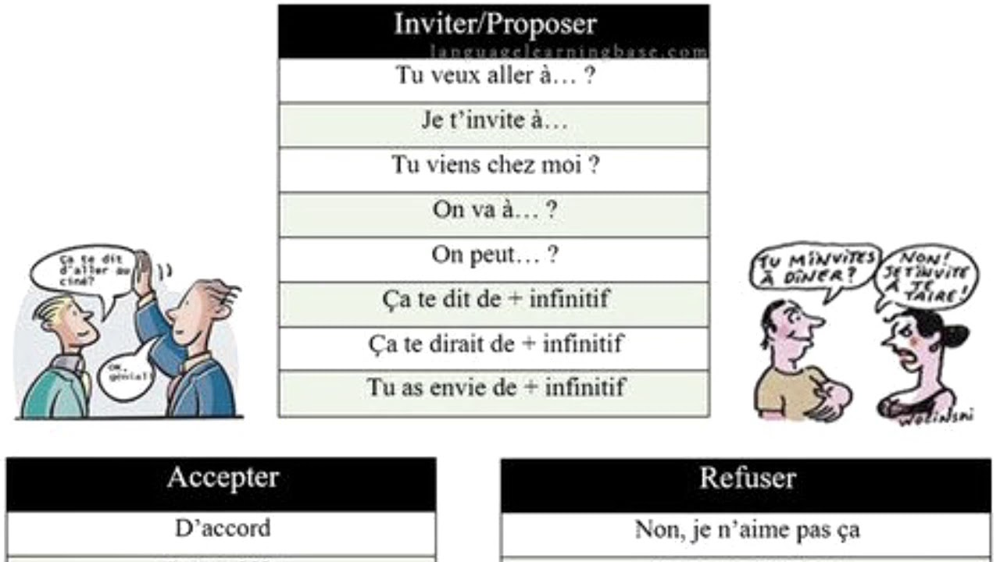 Inviter/Proposer
languagelearningbase.com
Tu veux aller à… ?
Je t’invite à…
Tu viens chez moi ?
On va à… ?
On peut… ?
Ça te dit de + infinitif
Ça te dirait de + infinitif
Tu as envie de + infinitif
Ça te dit
d'aller au
ciné?
OK,
génial!
TU M'INVITES
À DÎNER?
NON!
JE T'INVITE
À TE
TAIRE!
WOLINSKI
Accepter
D’accord
Refuser
Non, je n’aime pas ça